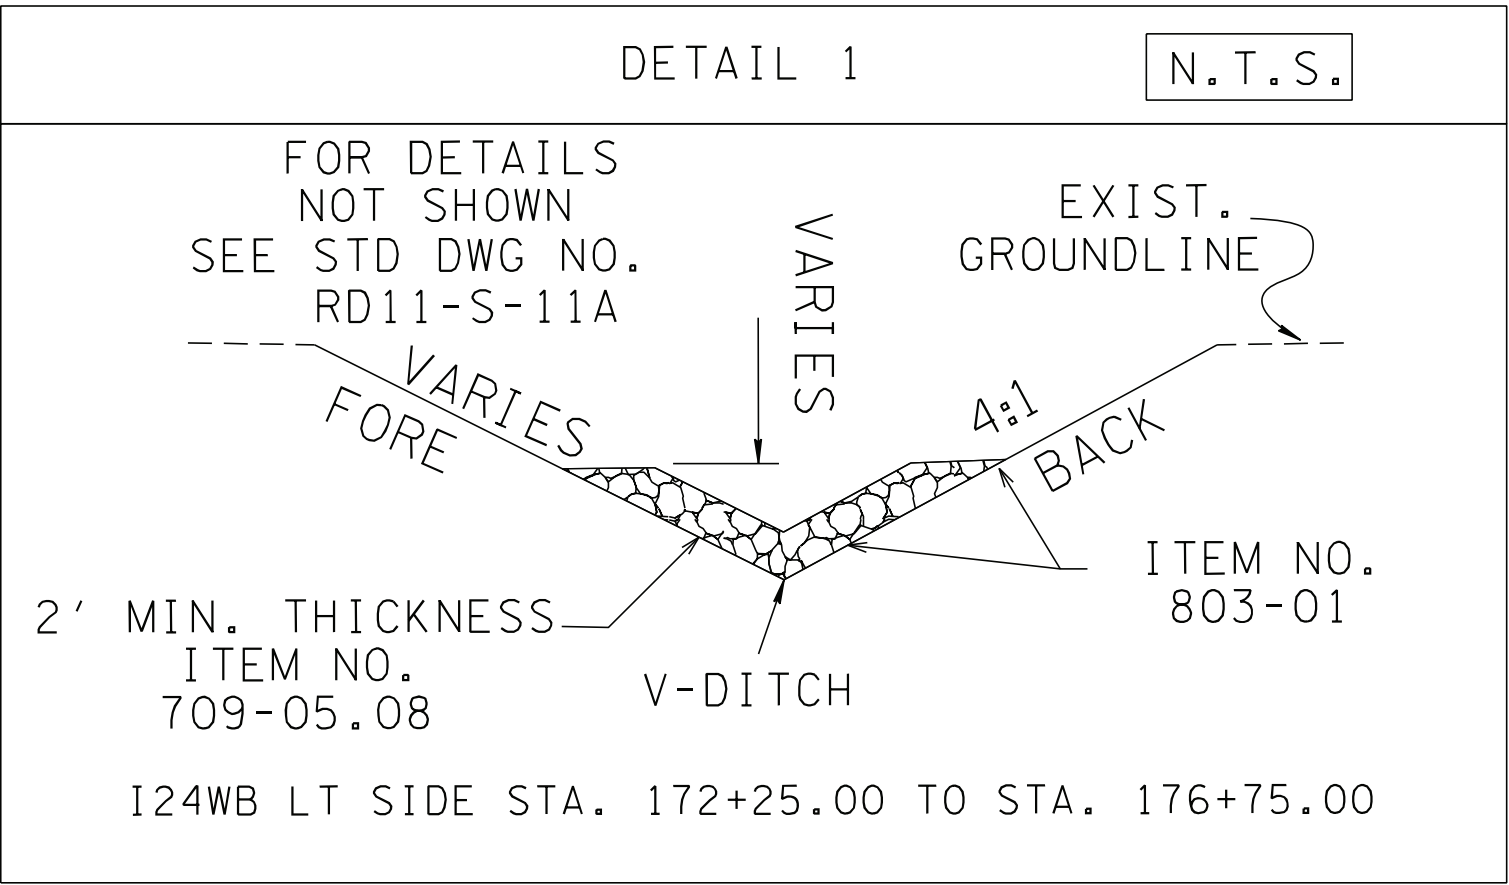 DETAIL 1
N.T.S.
FOR DETAILS
NOT SHOWN
SEE STD DWG NO.
RD11-S-11A
VARIES
EXIST.
GROUNDLINE
VARIES
FORE
4:1
BACK
ITEM NO.
803-01
2' MIN. THICKNESS
ITEM NO.
709-05.08
V-DITCH
I24WB LT SIDE STA. 172+25.00 TO STA. 176+75.00